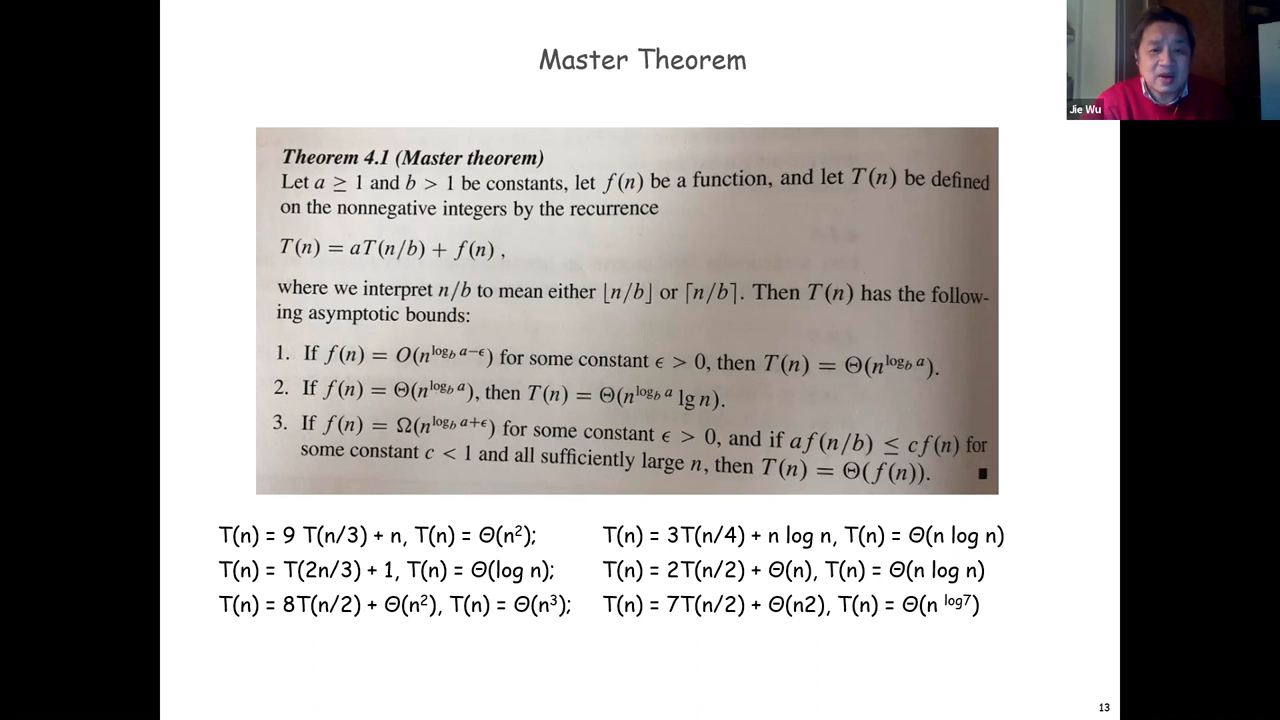 Master Theorem
Jie Wu
Theorem 4.1 (Master theorem)
Let a ≥ 1 and b > 1 be constants, let f(n) be a function, and let T(n) be defined
on the nonnegative integers by the recurrence
T(n) = aT(n/b) + f(n) ,
where we interpret n/b to mean either ⌊n/b⌋ or ⌈n/b⌉. Then T(n) has the follow-
ing asymptotic bounds:
1. If f(n) = O(n^{log_b a−ϵ}) for some constant ϵ > 0, then T(n) = Θ(n^{log_b a}).
2. If f(n) = Θ(n^{log_b a}), then T(n) = Θ(n^{log_b a} lg n).
3. If f(n) = Ω(n^{log_b a+ϵ}) for some constant ϵ > 0, and if af(n/b) ≤ cf(n) for
some constant c < 1 and all sufficiently large n, then T(n) = Θ(f(n)). ■
T(n) = 9 T(n/3) + n, T(n) = Θ(n²); T(n) = 3T(n/4) + n log n, T(n) = Θ(n log n)
T(n) = T(2n/3) + 1, T(n) = Θ(log n); T(n) = 2T(n/2) + Θ(n), T(n) = Θ(n log n)
T(n) = 8T(n/2) + Θ(n²), T(n) = Θ(n³); T(n) = 7T(n/2) + Θ(n2), T(n) = Θ(n ^{log7})
13